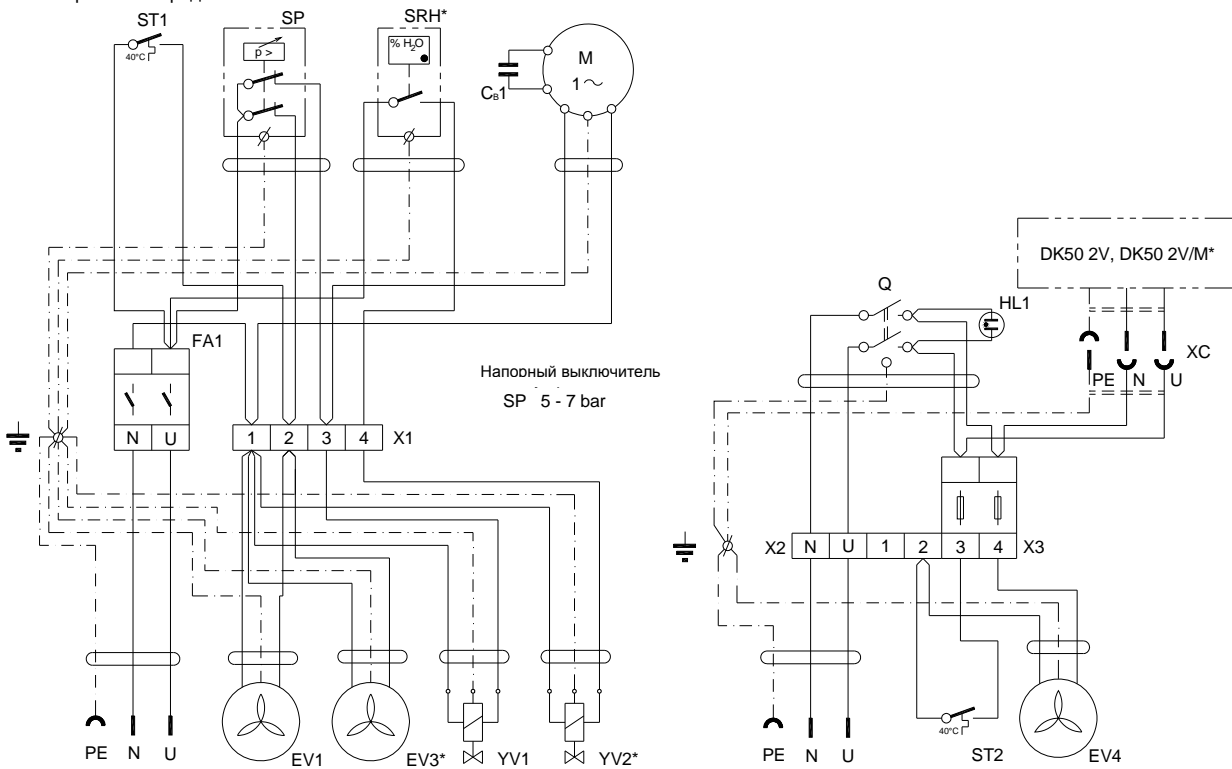 ST1
SP
SRH*
40°C
p >
% H₂O
Cв1
M
1 ~
DK50 2V, DK50 2V/M*
Q
HL1
FA1
XC
PE N U
Напорный выключитель
SP 5 - 7 bar
N U
1 2 3 4 X1
X2 N U 1 2 3 4 X3
40°C
PE N U EV1 EV3* YV1 YV2*
PE N U ST2 EV4